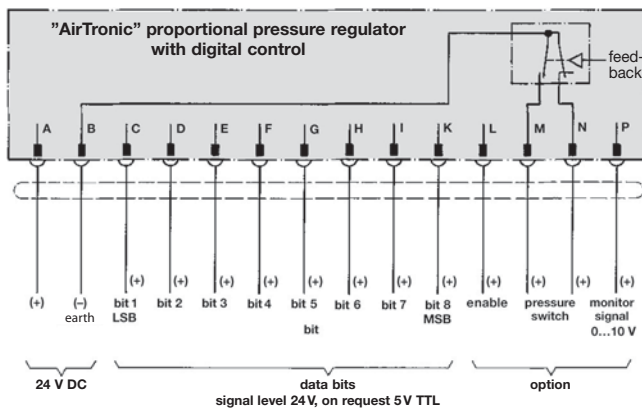 ”AirTronic” proportional pressure regulator
with digital control
feed-
back
A B C D E F G H I K L M N P
(+) (+) (+) (+) (+) (+) (+) (+) (+) (+) (+) (+)
(+) (–) bit 1 bit 2 bit 3 bit 4 bit 5 bit 6 bit 7 bit 8 enable pressure monitor
earth LSB bit MSB switch signal
0...10 V
24 V DC data bits option
signal level 24 V, on request 5 V TTL